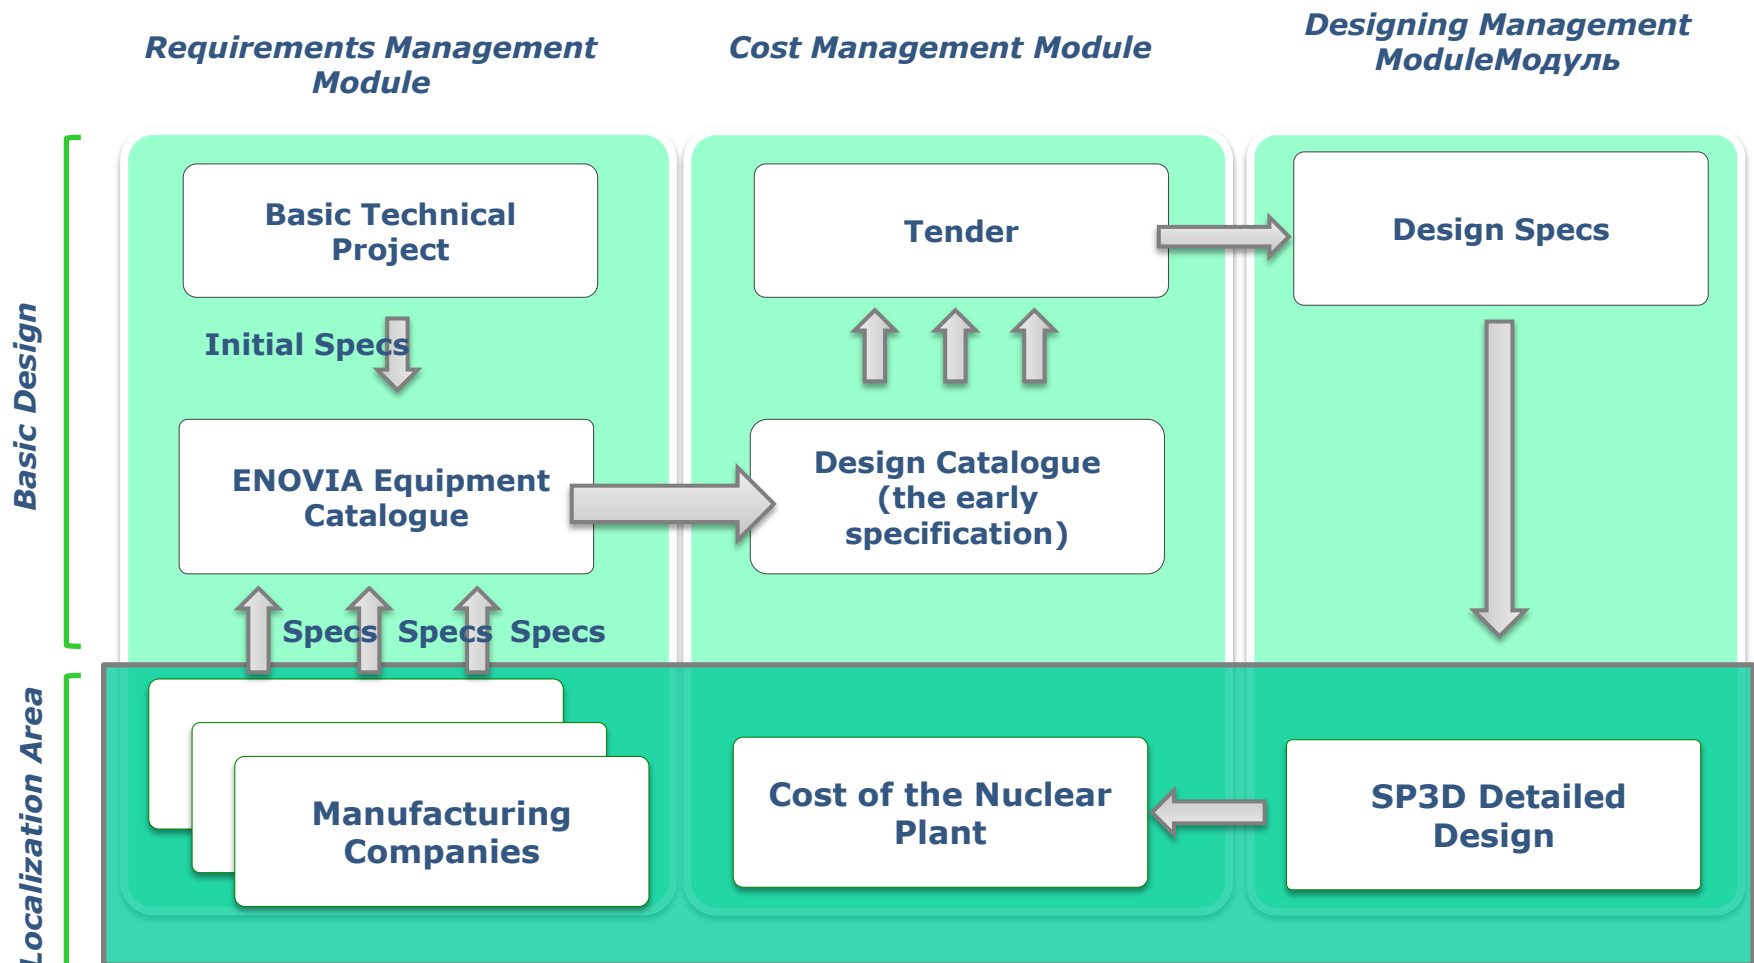 Requirements Management
Module
Cost Management Module
Designing Management
ModuleМодуль
Basic Design
Basic Technical
Project
Tender
Design Specs
Initial Specs
ENOVIA Equipment
Catalogue
Design Catalogue
(the early
specification)
Specs Specs Specs
Localization Area
Manufacturing
Companies
Cost of the Nuclear
Plant
SP3D Detailed
Design